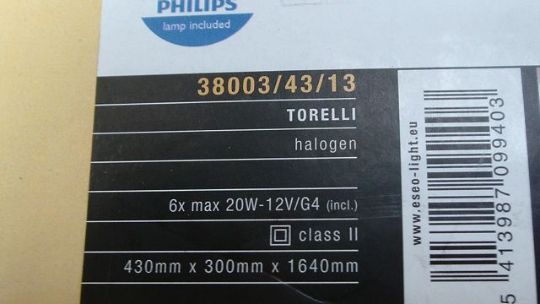 PHILIPS
lamp included
38003/43/13
TORELLI
halogen
6x max 20W-12V/G4 (incl.)
class II
430mm x 300mm x 1640mm
www.eseo-light.eu
5 413987 099403